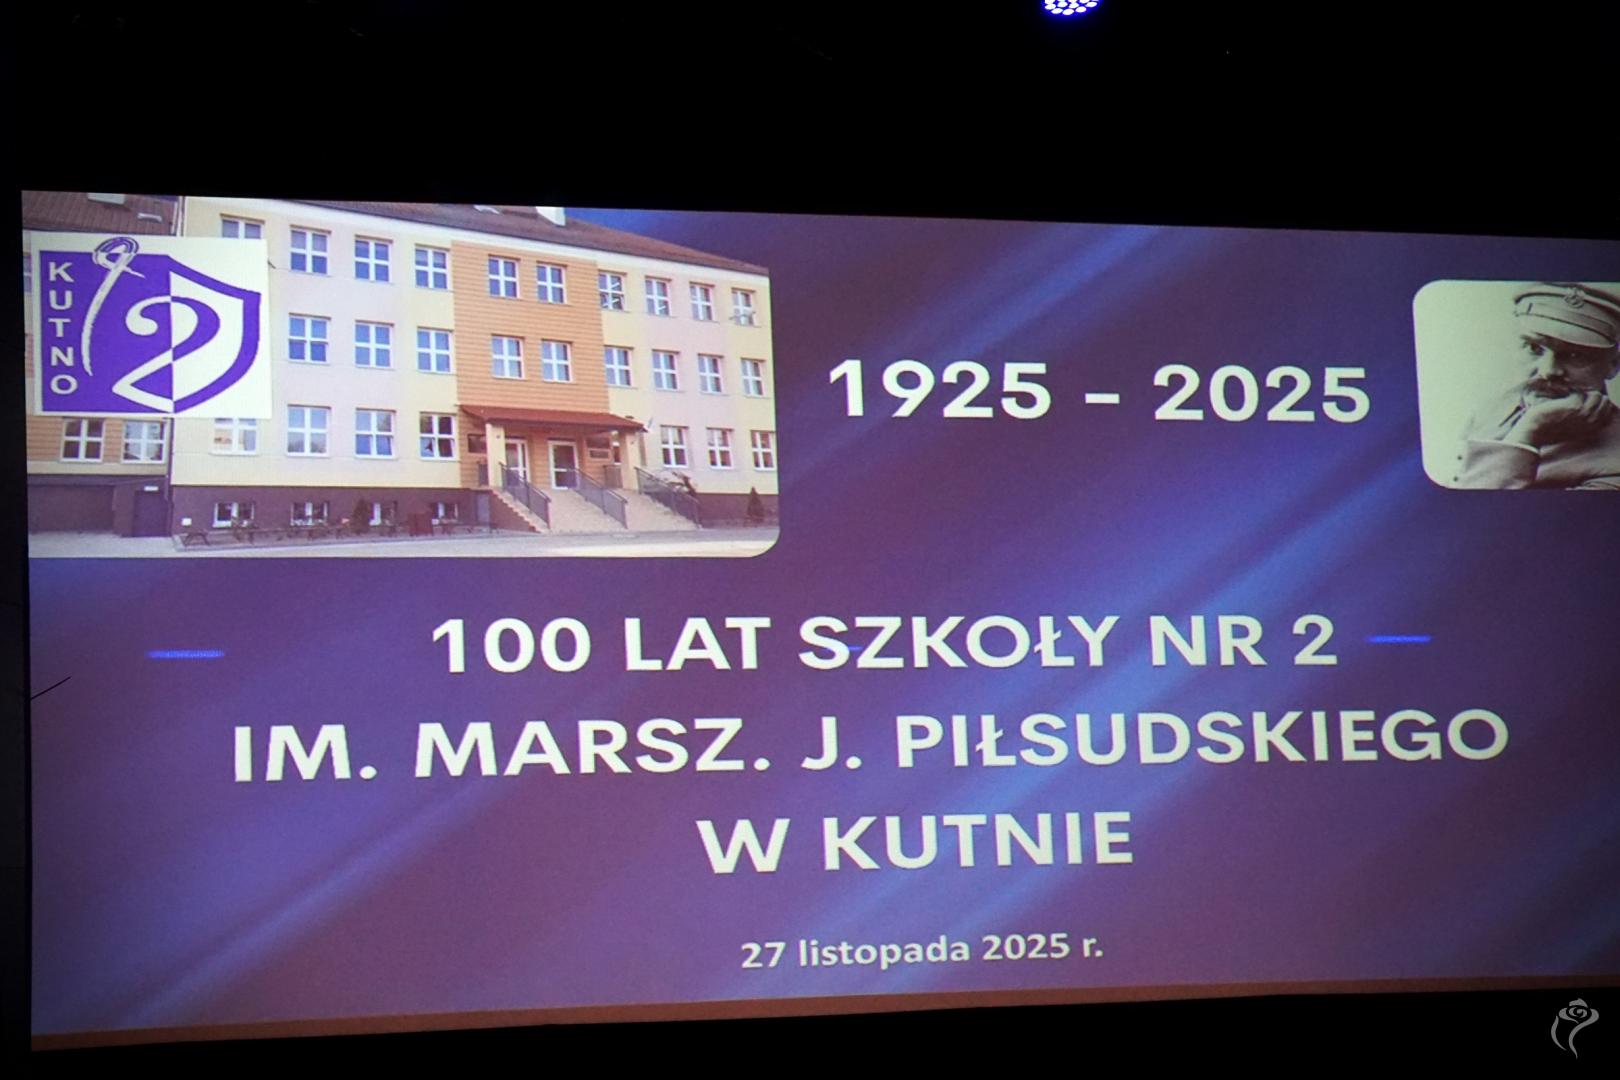 KUTNO
2
1925 – 2025
100 LAT SZKOŁY NR 2
IM. MARSZ. J. PIŁSUDSKIEGO
W KUTNIE
27 listopada 2025 r.